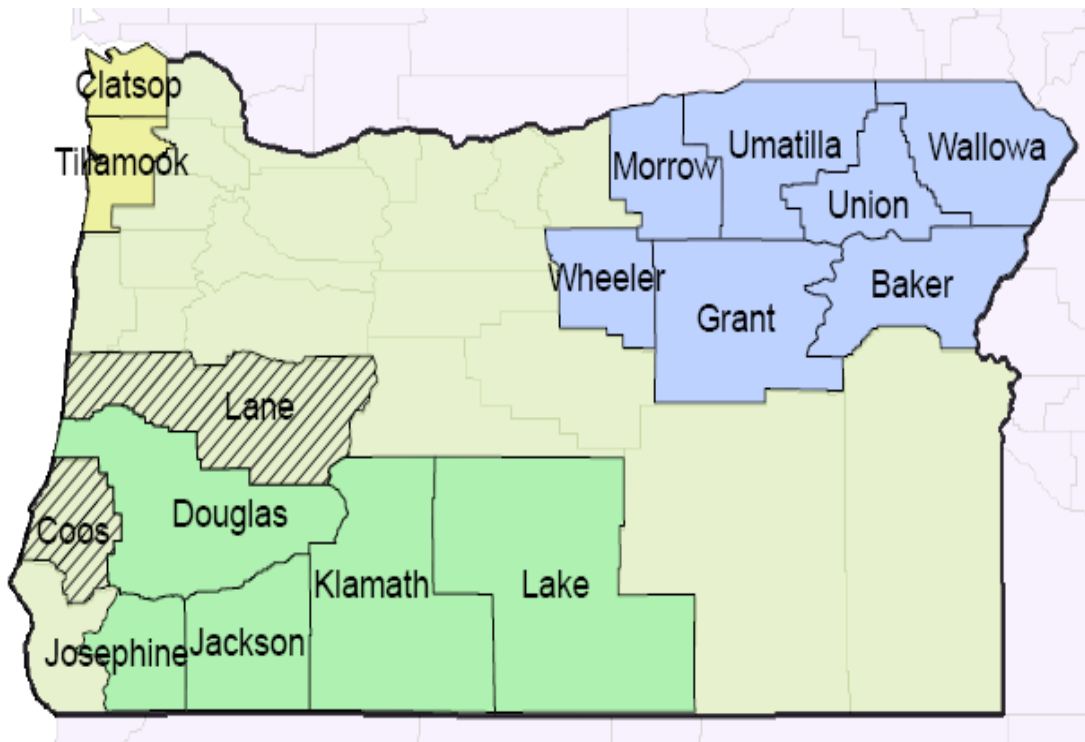 Clatsop
Tillamook
Morrow
Umatilla
Wallowa
Union
Wheeler
Grant
Baker
Lane
Coos
Douglas
Klamath
Lake
Josephine
Jackson